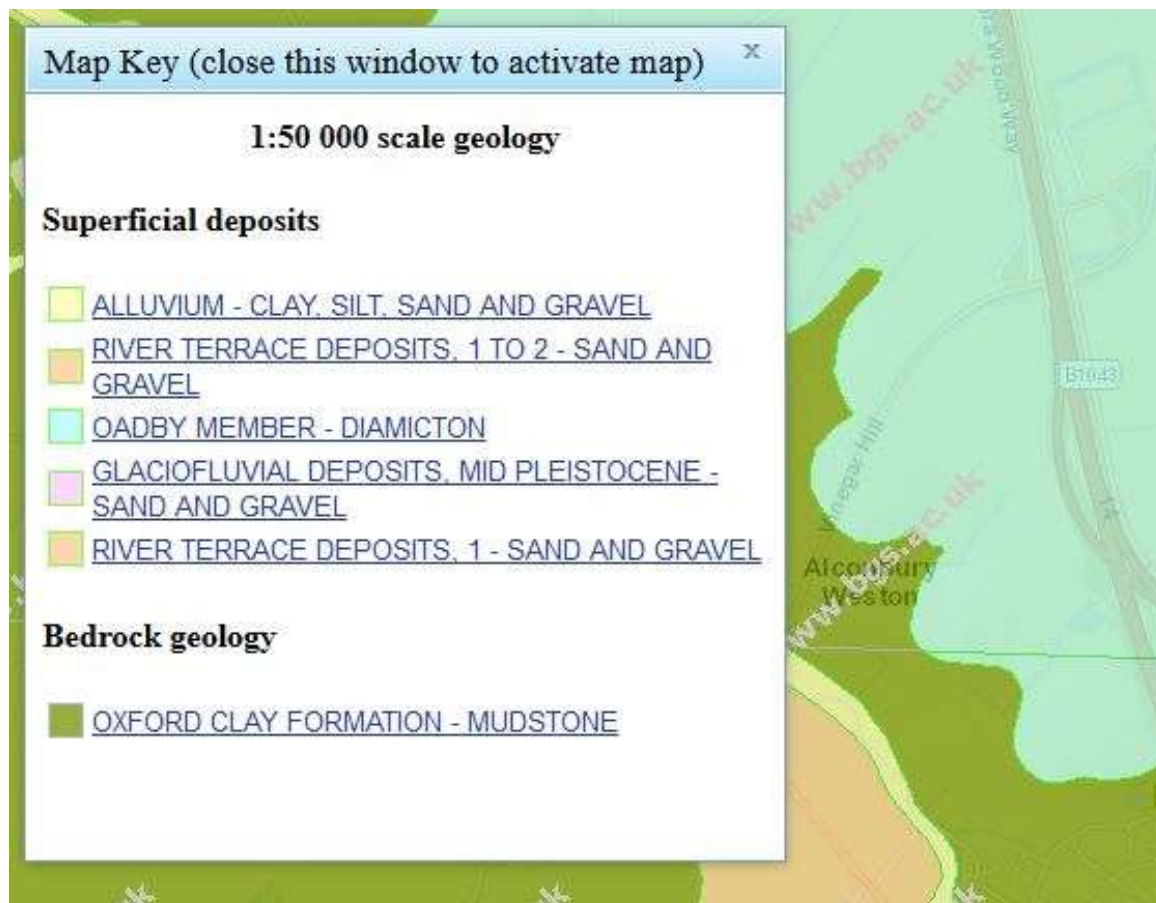 Map Key (close this window to activate map)
x
1:50 000 scale geology
Superficial deposits
ALLUVIUM - CLAY, SILT, SAND AND GRAVEL
RIVER TERRACE DEPOSITS, 1 TO 2 - SAND AND
GRAVEL
OADBY MEMBER - DIAMICTON
GLACIOFLUVIAL DEPOSITS, MID PLEISTOCENE -
SAND AND GRAVEL
RIVER TERRACE DEPOSITS, 1 - SAND AND GRAVEL
Bedrock geology
OXFORD CLAY FORMATION - MUDSTONE
www.bgs.ac.uk
B1043
Vinegar Hill
14
www.bgs.ac.uk
Alconbury
Weston